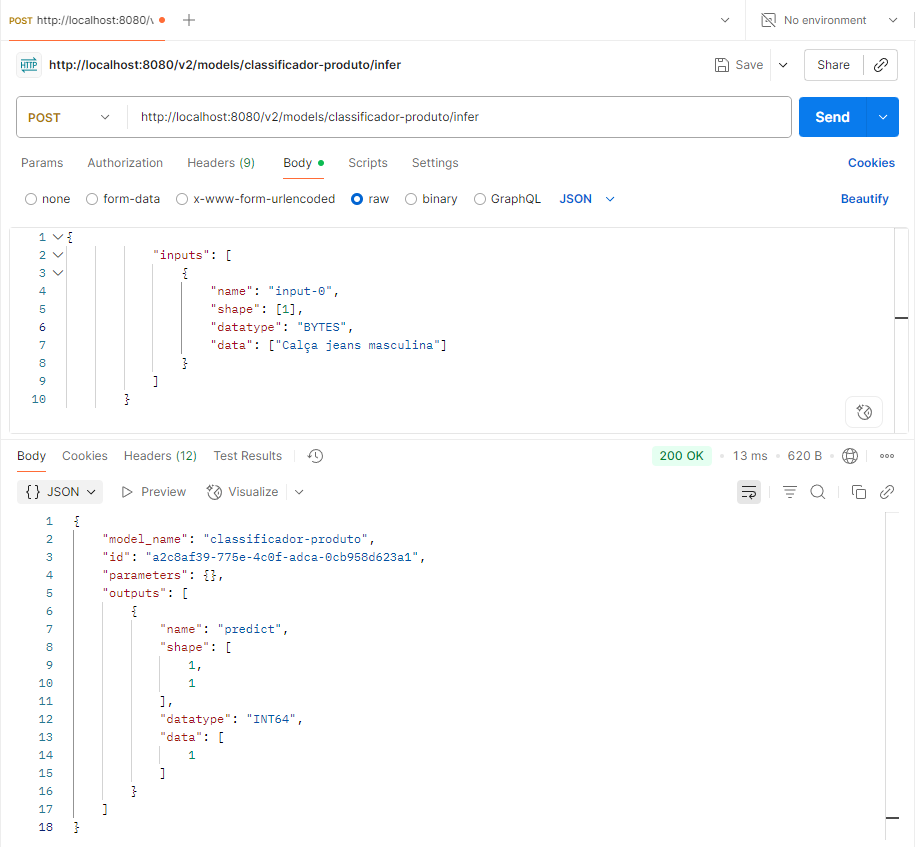 POST http://localhost:8080/v
No environment
HTTP http://localhost:8080/v2/models/classificador-produto/infer
Save
Share
POST http://localhost:8080/v2/models/classificador-produto/infer
Send
Params Authorization Headers (9) Body Scripts Settings Cookies
none form-data x-www-form-urlencoded raw binary GraphQL JSON Beautify
1 {
2 "inputs": [
3 {
4 "name": "input-0",
5 "shape": [1],
6 "datatype": "BYTES",
7 "data": ["Calça jeans masculina"]
8 }
9 ]
10 }
Body Cookies Headers (12) Test Results 200 OK 13 ms 620 B
{} JSON Preview Visualize
1 {
2 "model_name": "classificador-produto",
3 "id": "a2c8af39-775e-4c0f-adca-0cb958d623a1",
4 "parameters": {},
5 "outputs": [
6 {
7 "name": "predict",
8 "shape": [
9 1,
10 1
11 ],
12 "datatype": "INT64",
13 "data": [
14 1
15 ]
16 }
17 ]
18 }